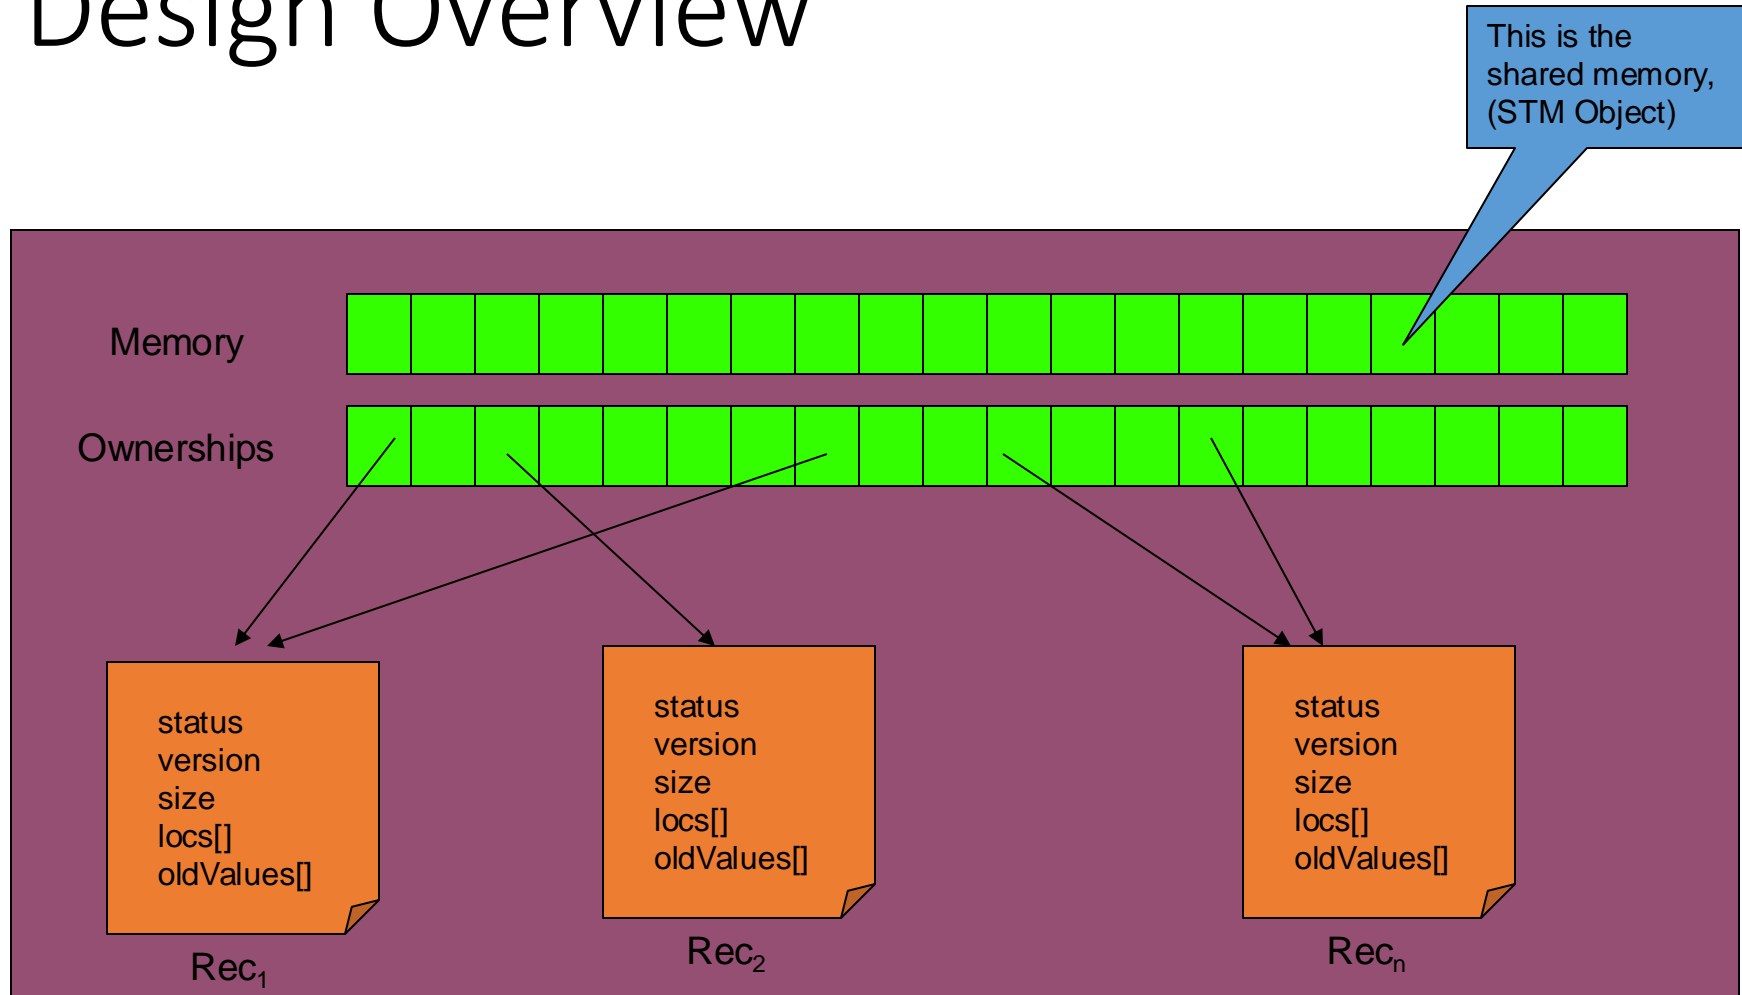 Design Overview
This is the
shared memory,
(STM Object)
Memory
Ownerships
status
version
size
locs[]
oldValues[]
Rec1
status
version
size
locs[]
oldValues[]
Rec2
status
version
size
locs[]
oldValues[]
Recn